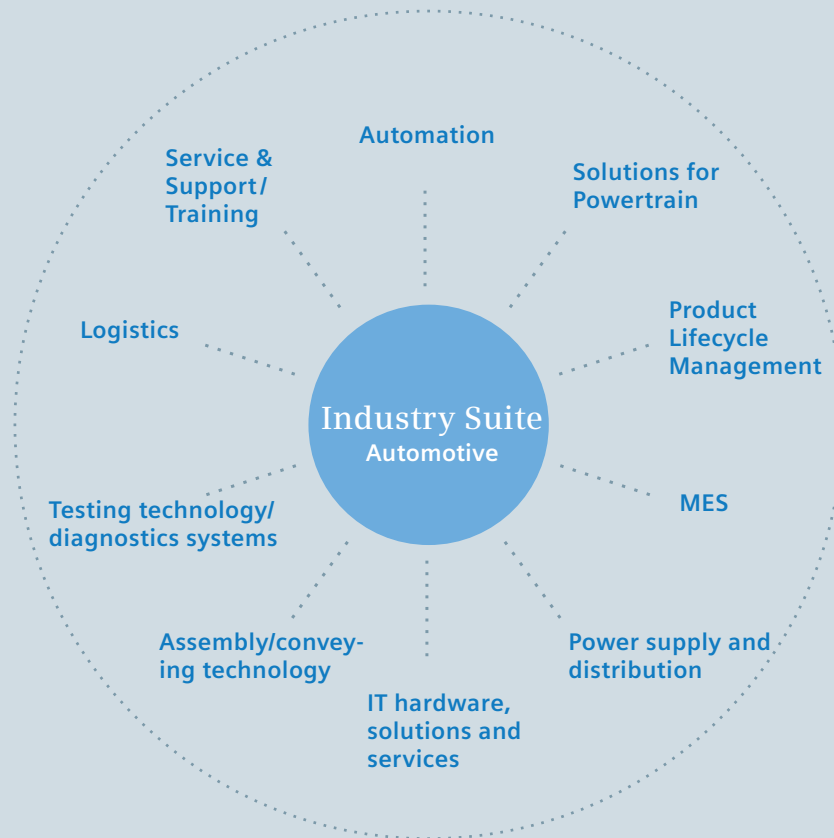 Automation
Service &
Support/
Training
Solutions for
Powertrain
Logistics
Product
Lifecycle
Management
Industry Suite
Automotive
Testing technology/
diagnostics systems
MES
Assembly/convey-
ing technology
Power supply and
distribution
IT hardware,
solutions and
services